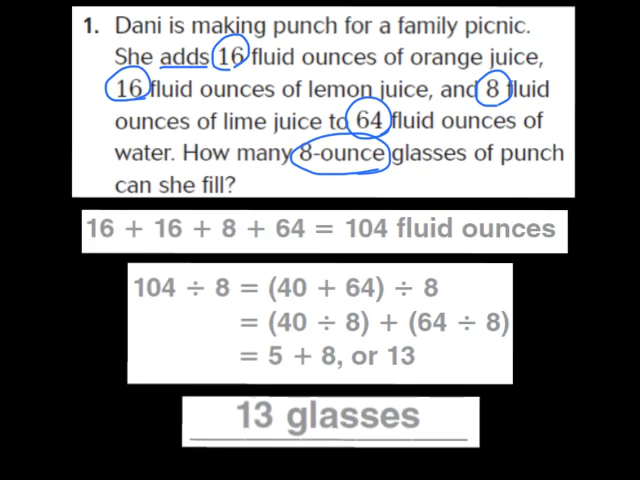 1. Dani is making punch for a family picnic.
She adds 16 fluid ounces of orange juice,
16 fluid ounces of lemon juice, and 8 fluid
ounces of lime juice to 64 fluid ounces of
water. How many 8-ounce glasses of punch
can she fill?
16 + 16 + 8 + 64 = 104 fluid ounces
104 ÷ 8 = (40 + 64) ÷ 8
= (40 ÷ 8) + (64 ÷ 8)
= 5 + 8, or 13
13 glasses